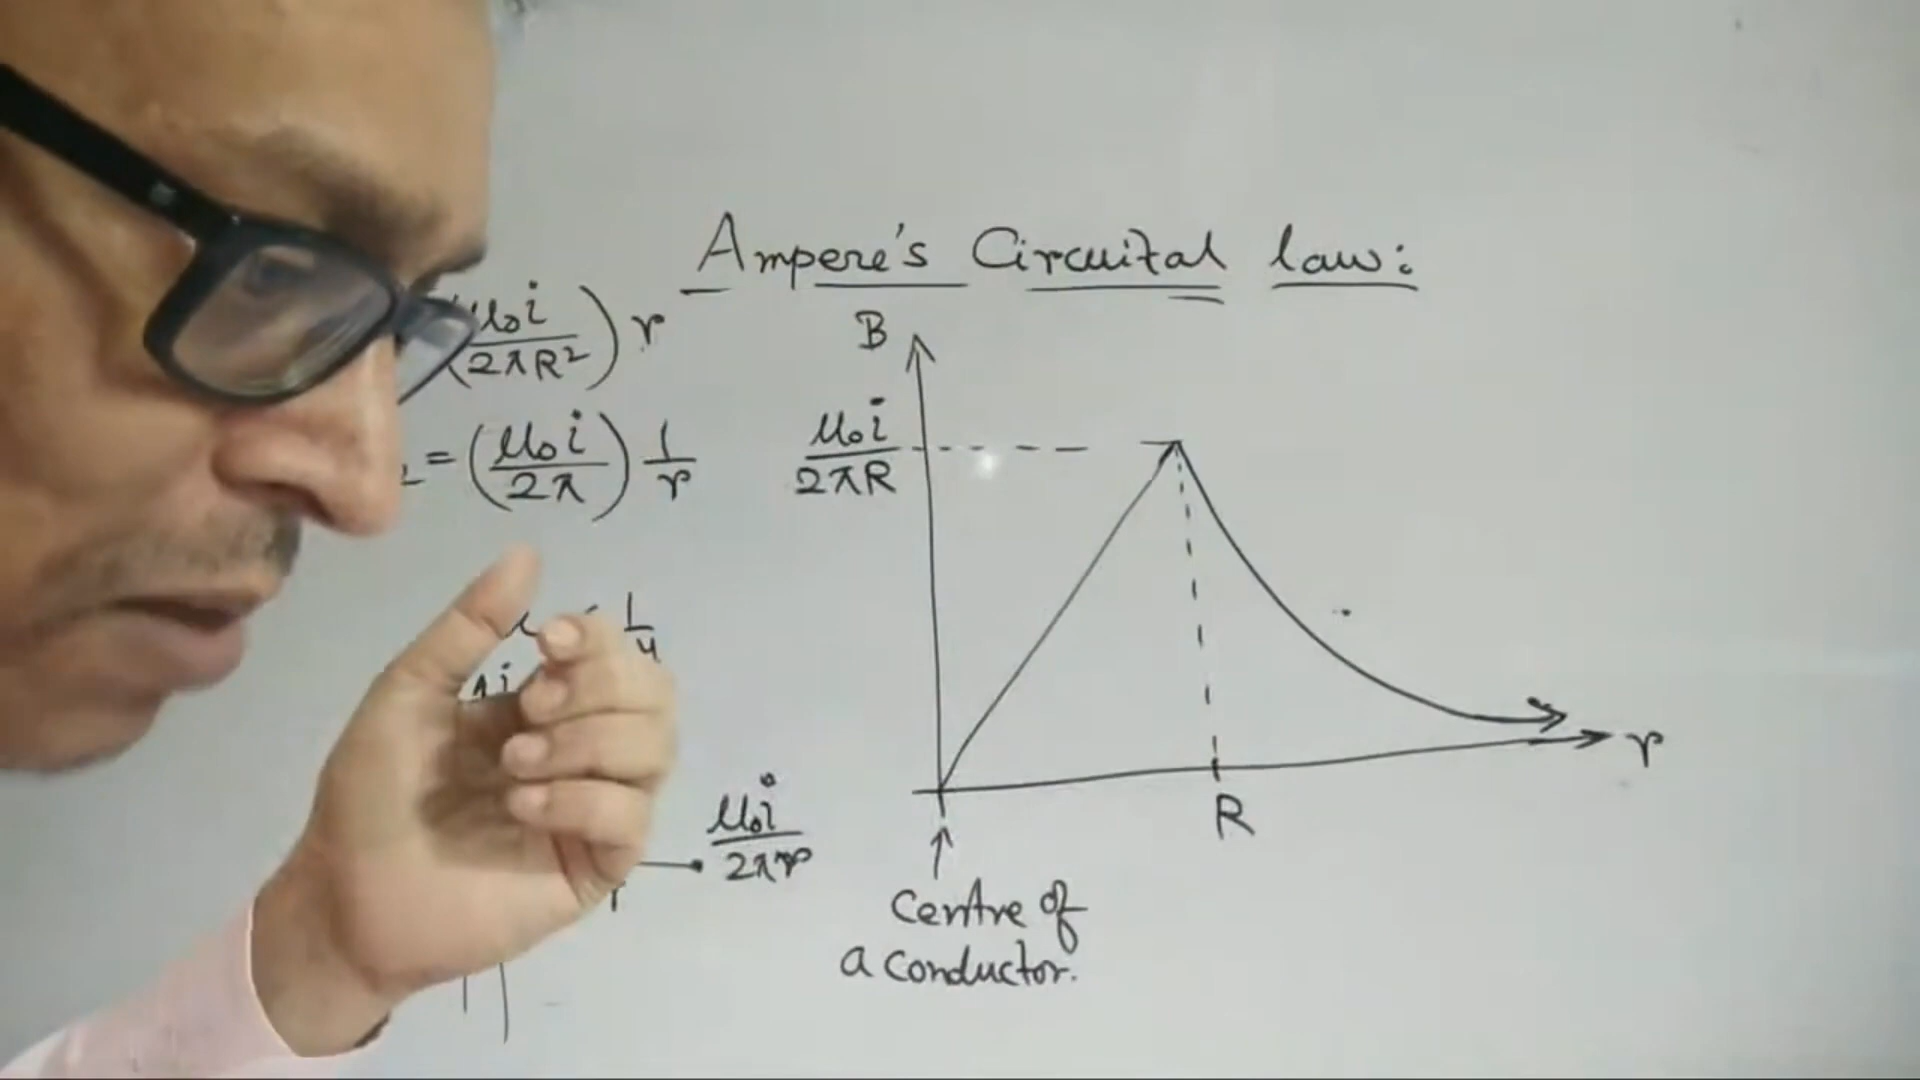 Ampere's Circuital law:
μ₀i/2πR²) r
= (μ₀i/2π) 1/r
B
μ₀i/2πR
μ₀i/2πr
r
R
Centre of
a conductor.